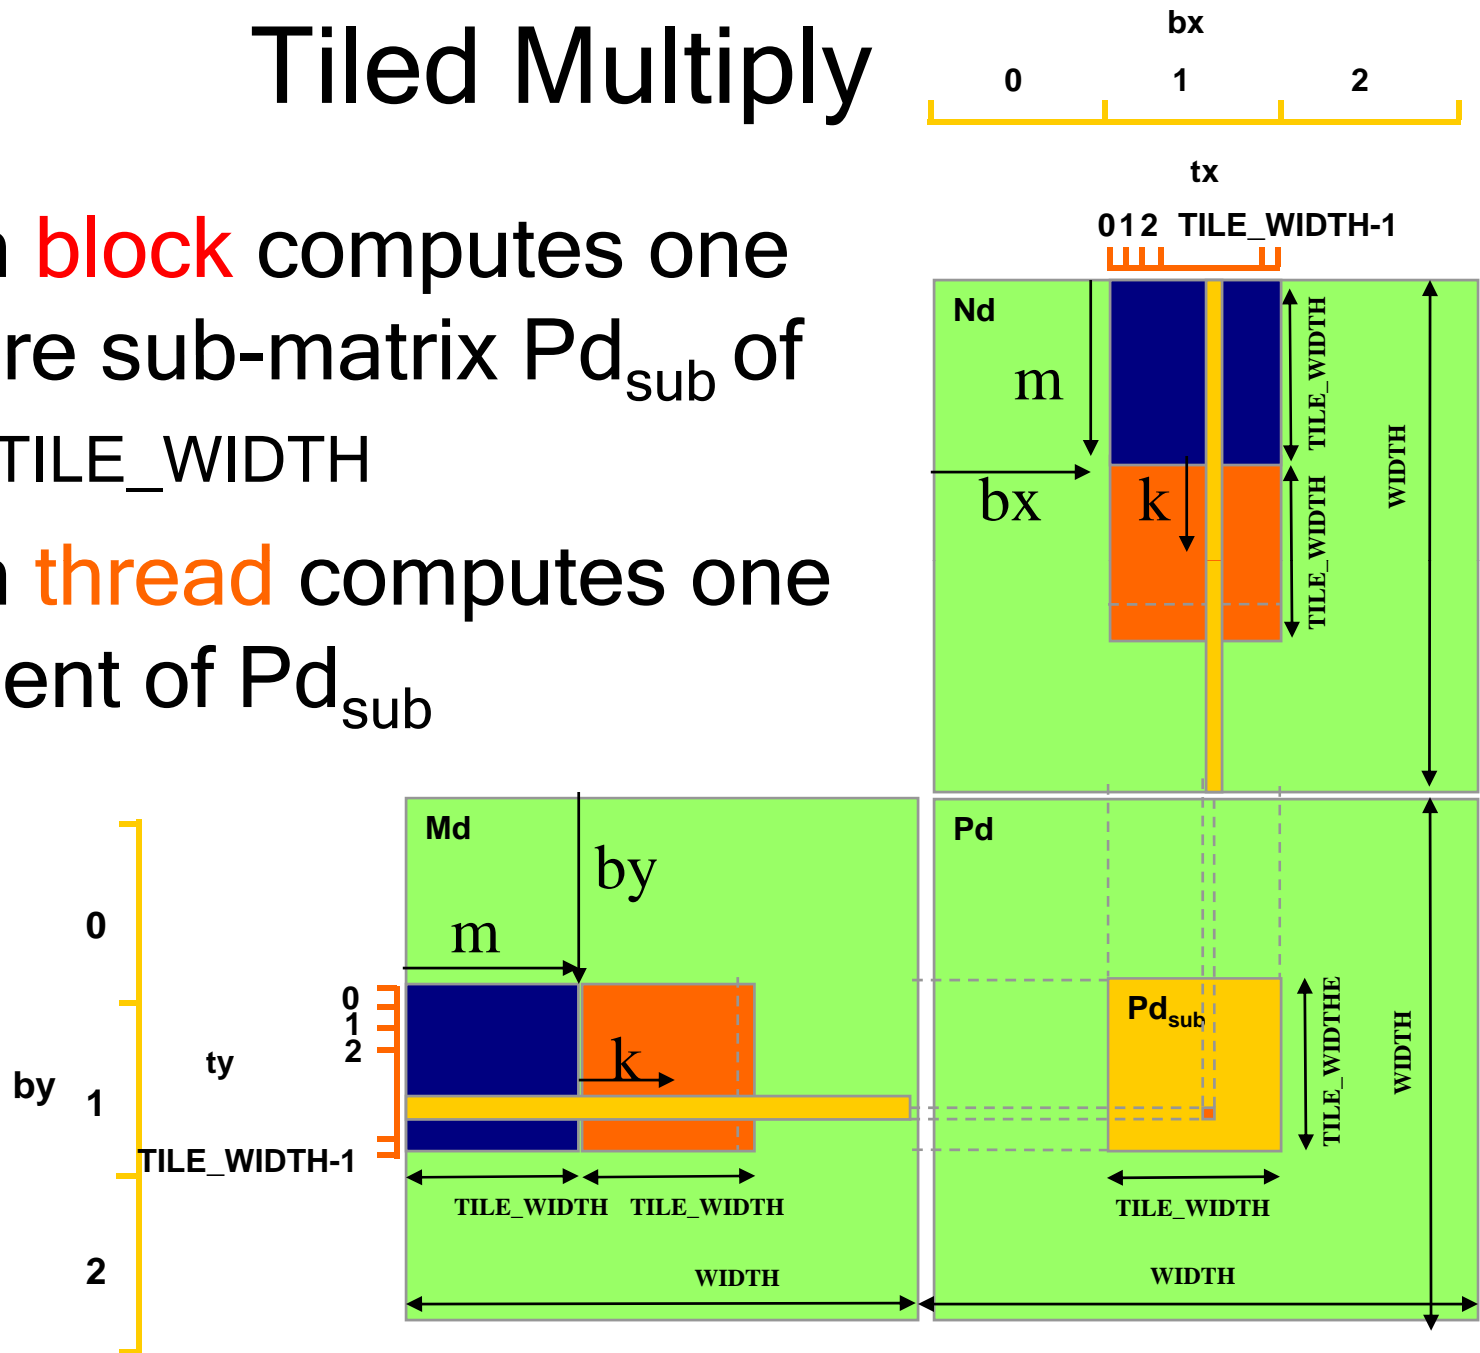 Tiled Multiply
bx
0 1 2
tx
0 1 2 TILE_WIDTH-1
block computes one
re sub-matrix Pdsub of
TILE_WIDTH
thread computes one
ent of Pdsub
Nd
m
bx
k
TILE_WIDTH
TILE_WIDTH
WIDTH
Md
by
m
k
TILE_WIDTH TILE_WIDTH
WIDTH
Pd
Pdsub
TILE_WIDTHE
WIDTH
TILE_WIDTH
WIDTH
by
0
1
2
ty
0
1
2
TILE_WIDTH-1